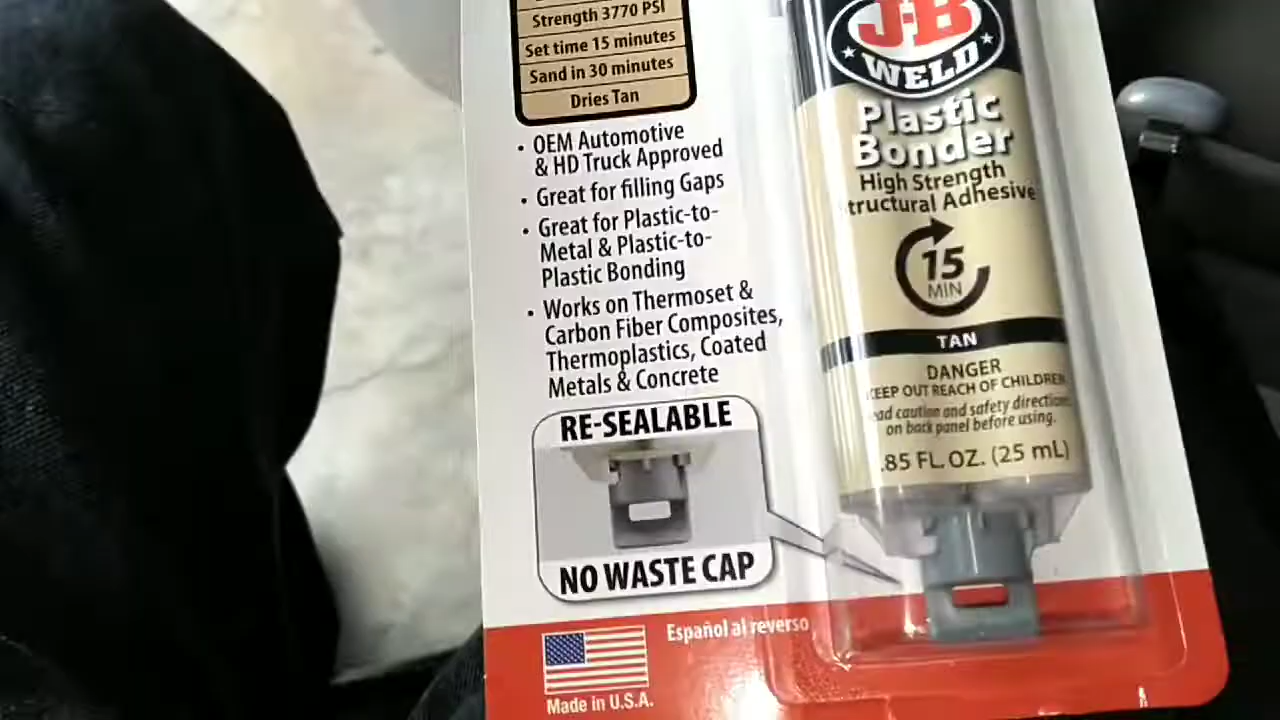 Strength 3770 PSI
Set time 15 minutes
Sand in 30 minutes
Dries Tan
• OEM Automotive
& HD Truck Approved
• Great for filling Gaps
• Great for Plastic-to-
Metal & Plastic-to-
Plastic Bonding
• Works on Thermoset &
Carbon Fiber Composites,
Thermoplastics, Coated
Metals & Concrete
RE-SEALABLE
NO WASTE CAP
Español al reverso
Made in U.S.A.
J-B
WELD
Plastic
Bonder
High Strength
tructural Adhesive
15
MIN
TAN
DANGER
KEEP OUT REACH OF CHILDREN
ead caution and safety direction
on back panel before using.
.85 FL. OZ. (25 mL)